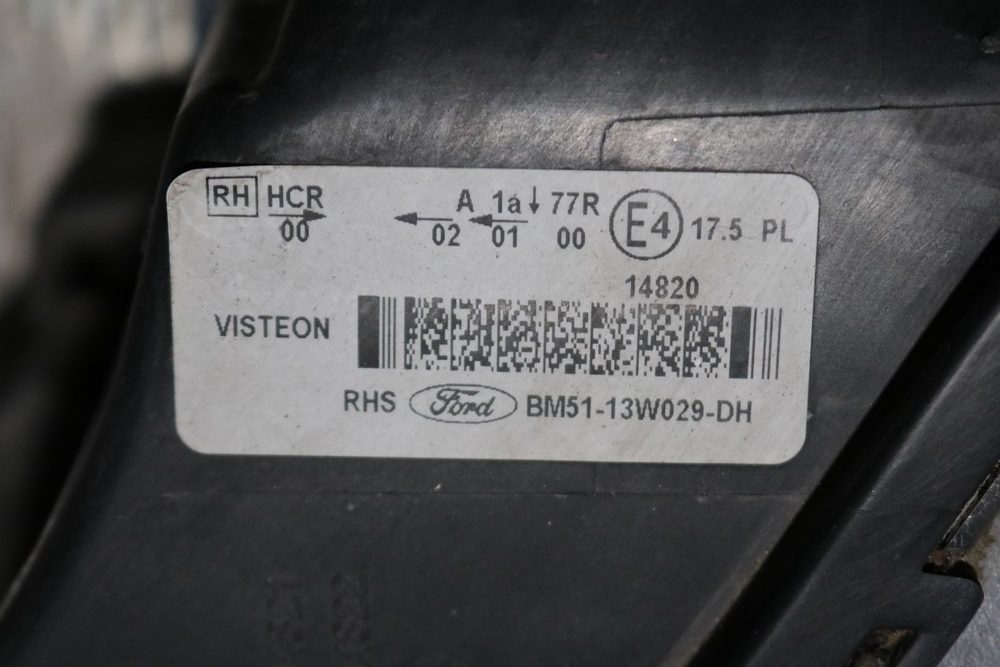 RH HCR A 1a↓ 77R E4 17.5 PL
00→ ←02 ←01 00
14820
VISTEON
RHS Ford BM51-13W029-DH